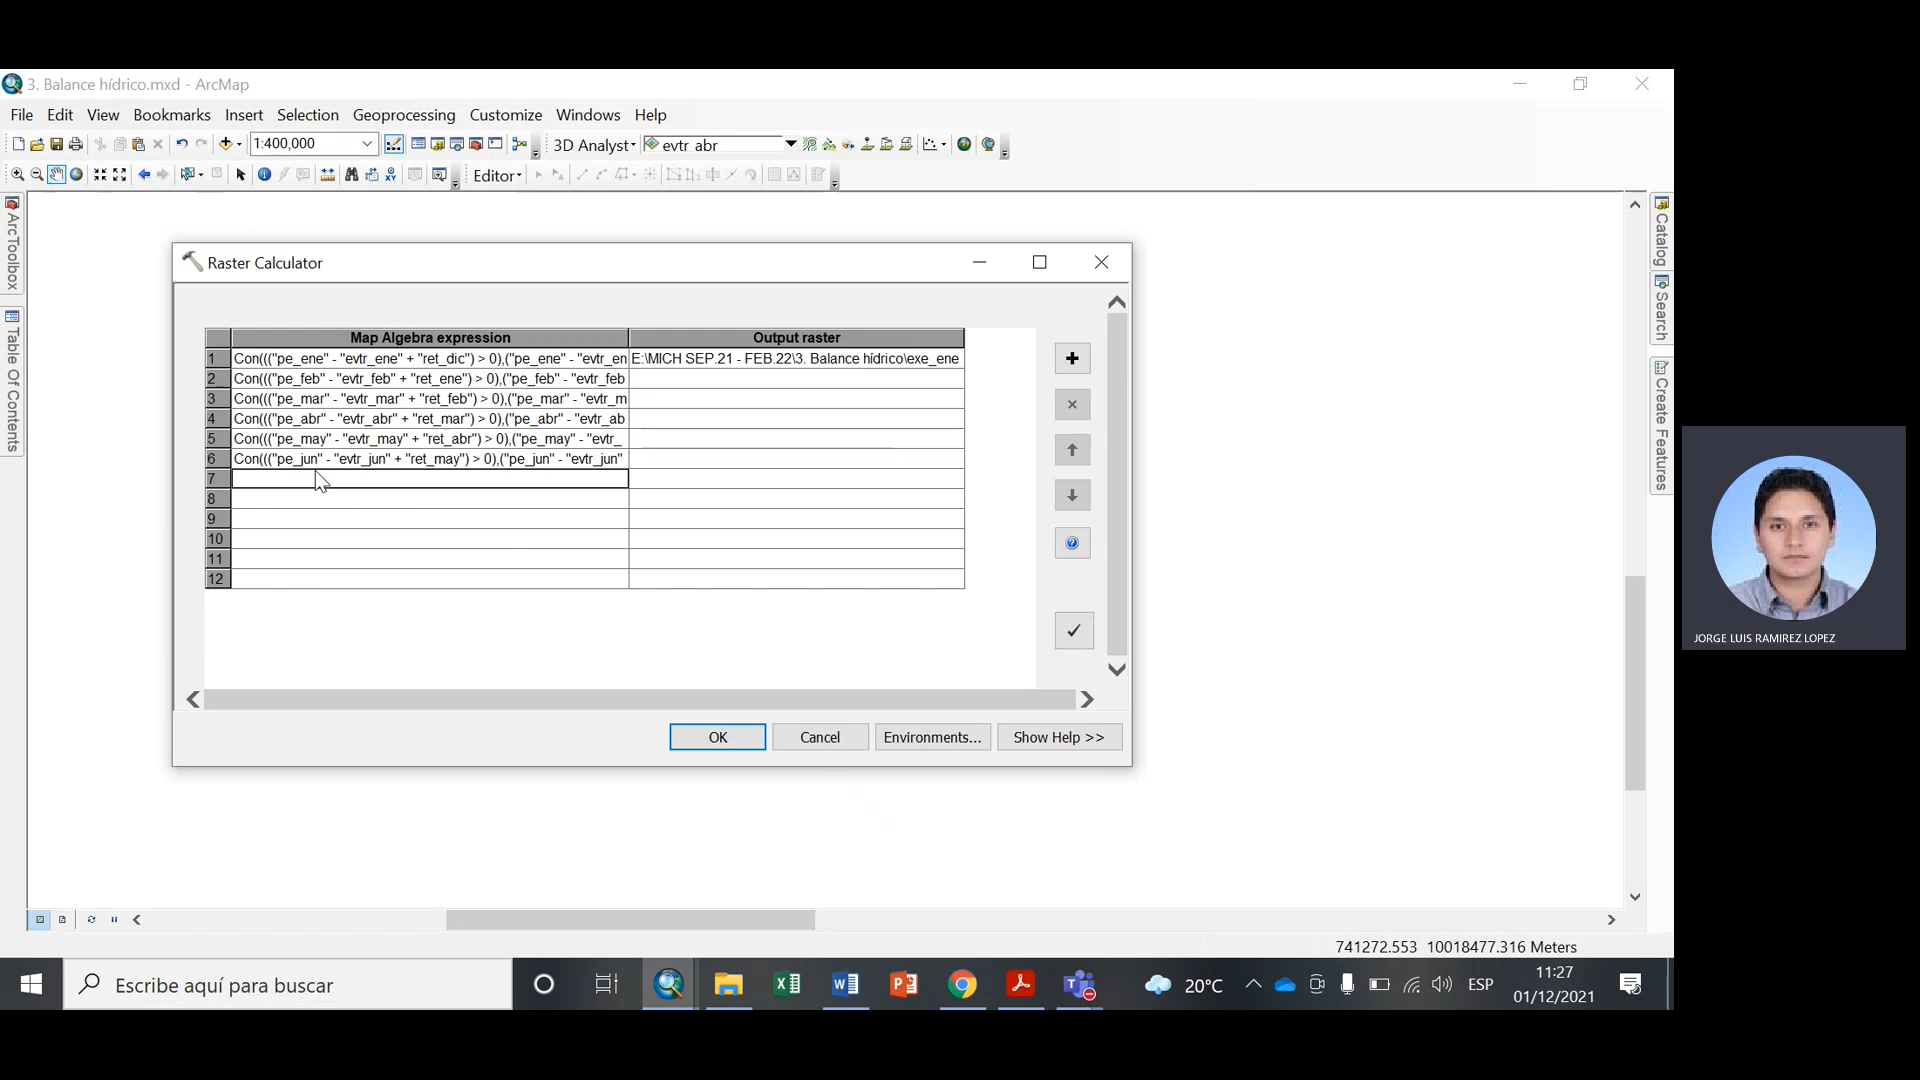 3. Balance hídrico.mxd - ArcMap
File Edit View Bookmarks Insert Selection Geoprocessing Customize Windows Help
1:400,000
3D Analyst
evtr abr
Editor
ArcToolbox
Table Of Contents
Catalog
Search
Create Features
Raster Calculator
Map Algebra expression Output raster
1 Con((("pe_ene" - "evtr_ene" + "ret_dic") > 0),("pe_ene" - "evtr_en E:\MICH SEP.21 - FEB.22\3. Balance hídrico\exe_ene
2 Con((("pe_feb" - "evtr_feb" + "ret_ene") > 0),("pe_feb" - "evtr_feb
3 Con((("pe_mar" - "evtr_mar" + "ret_feb") > 0),("pe_mar" - "evtr_m
4 Con((("pe_abr" - "evtr_abr" + "ret_mar") > 0),("pe_abr" - "evtr_ab
5 Con((("pe_may" - "evtr_may" + "ret_abr") > 0),("pe_may" - "evtr_
6 Con((("pe_jun" - "evtr_jun" + "ret_may") > 0),("pe_jun" - "evtr_jun"
7
8
9
10
11
12
OK Cancel Environments... Show Help >>
JORGE LUIS RAMIREZ LOPEZ
741272.553 10018477.316 Meters
Escribe aquí para buscar
20°C
ESP
11:27
01/12/2021